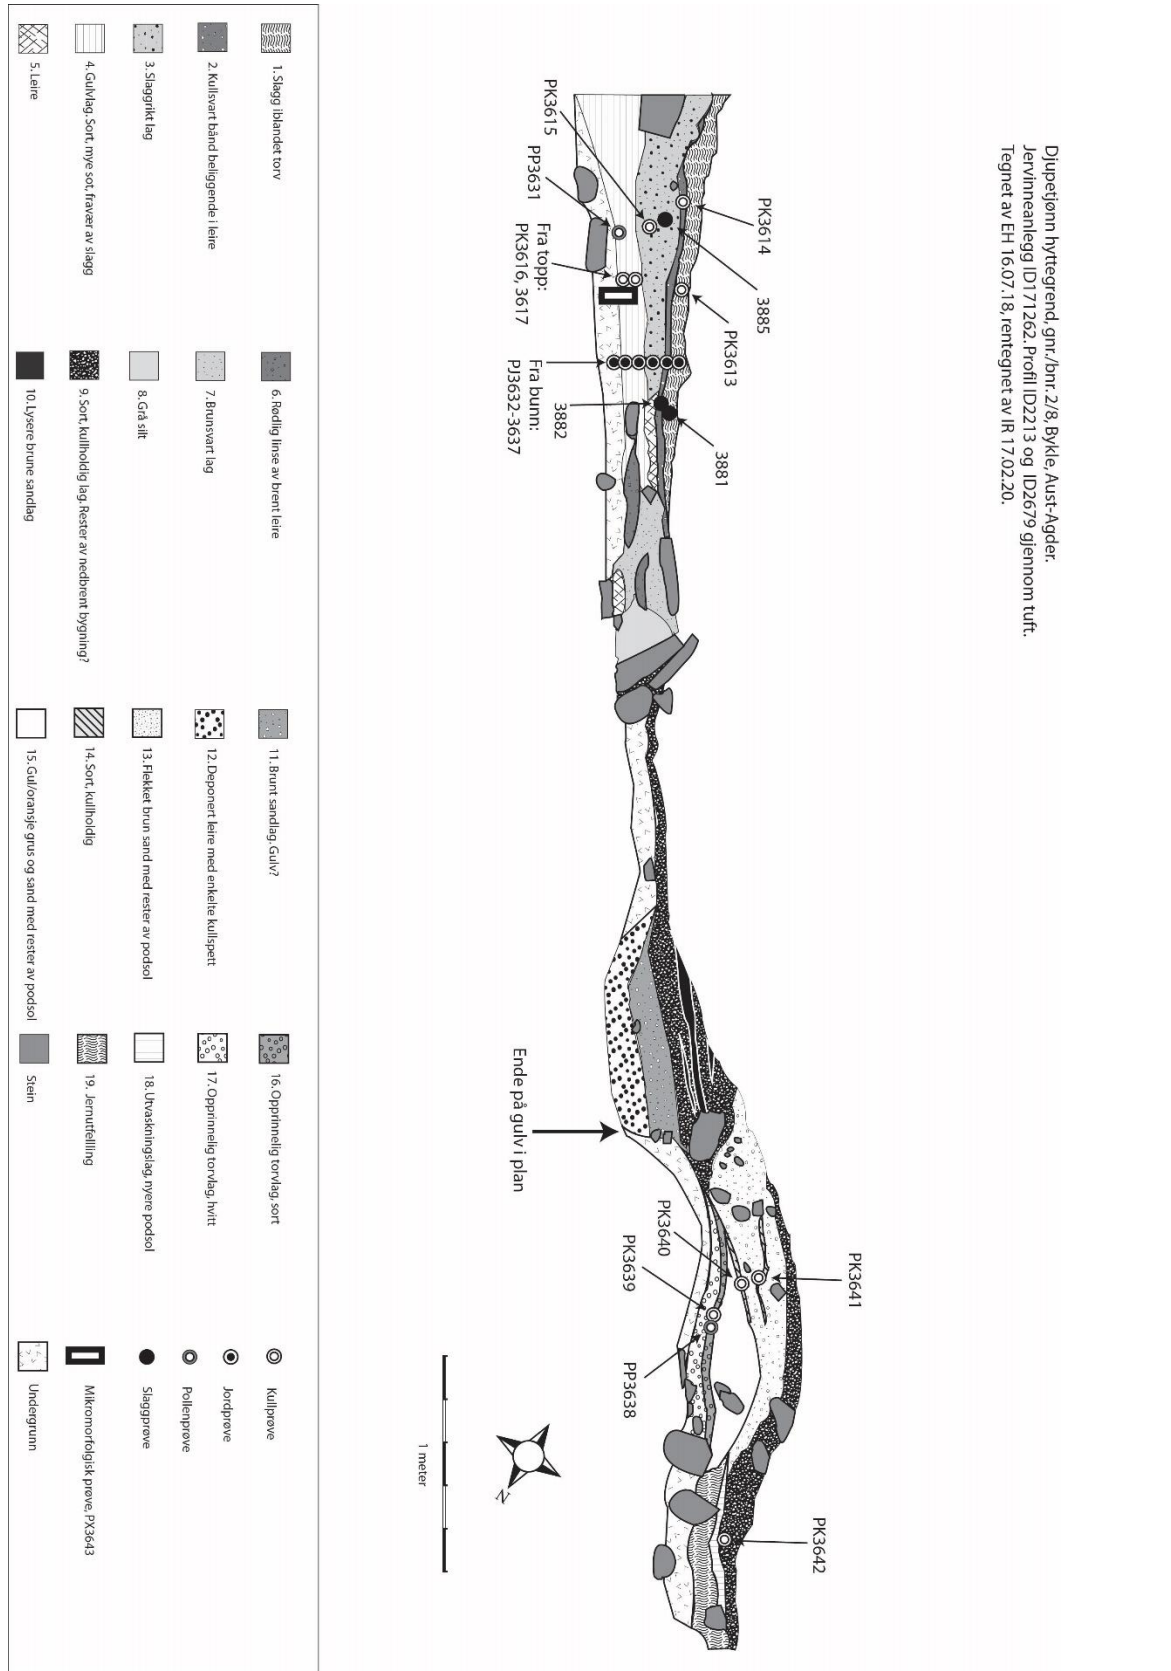 Djupetjønn hyttegrend, gnr./bnr. 2/8, Bykle, Aust-Agder.
Jervinneanlegg ID171262. Profil ID2213 og ID2679 gjennom tuft.
Tegnet av EH 16.07.18, rentegnet av IR 17.02.20.
PK3614
3885
PK3613
3881
PK3641
PK3642
PK3615
PP3631
Fra topp:
PK3616, 3617
Fra bunn:
PJ3632-3637
3882
Ende på gulv i plan
PK3640
PK3639
PP3638
N
1 meter
1. Slagg iblandet torv
2. Kullsvart bånd beliggende i leire
3. Slaggrikt lag
4. Gulvlag. Sort, mye sot, fravær av slagg
5. Leire
6. Rødlig linse av brent leire
7. Brunsvart lag
8. Grå silt
9. Sort, kullholdig lag. Rester av nedbrent bygning?
10. Lysere brune sandlag
11. Brunt sandlag. Gulv?
12. Deponert leire med enkelte kullspett
13. Flekket brun sand med rester av podsol
14. Sort, kullholdig
15. Gul/oransje grus og sand med rester av podsol
16. Opprinnelig torvlag, sort
17. Opprinnelig torvlag, hvitt
18. Utvaskningslag, nyere podsol
19. Jernutfellling
Stein
Kullprøve
Jordprøve
Pollenprøve
Slaggprøve
Mikromorfolgisk prøve, PX3643
Undergrunn